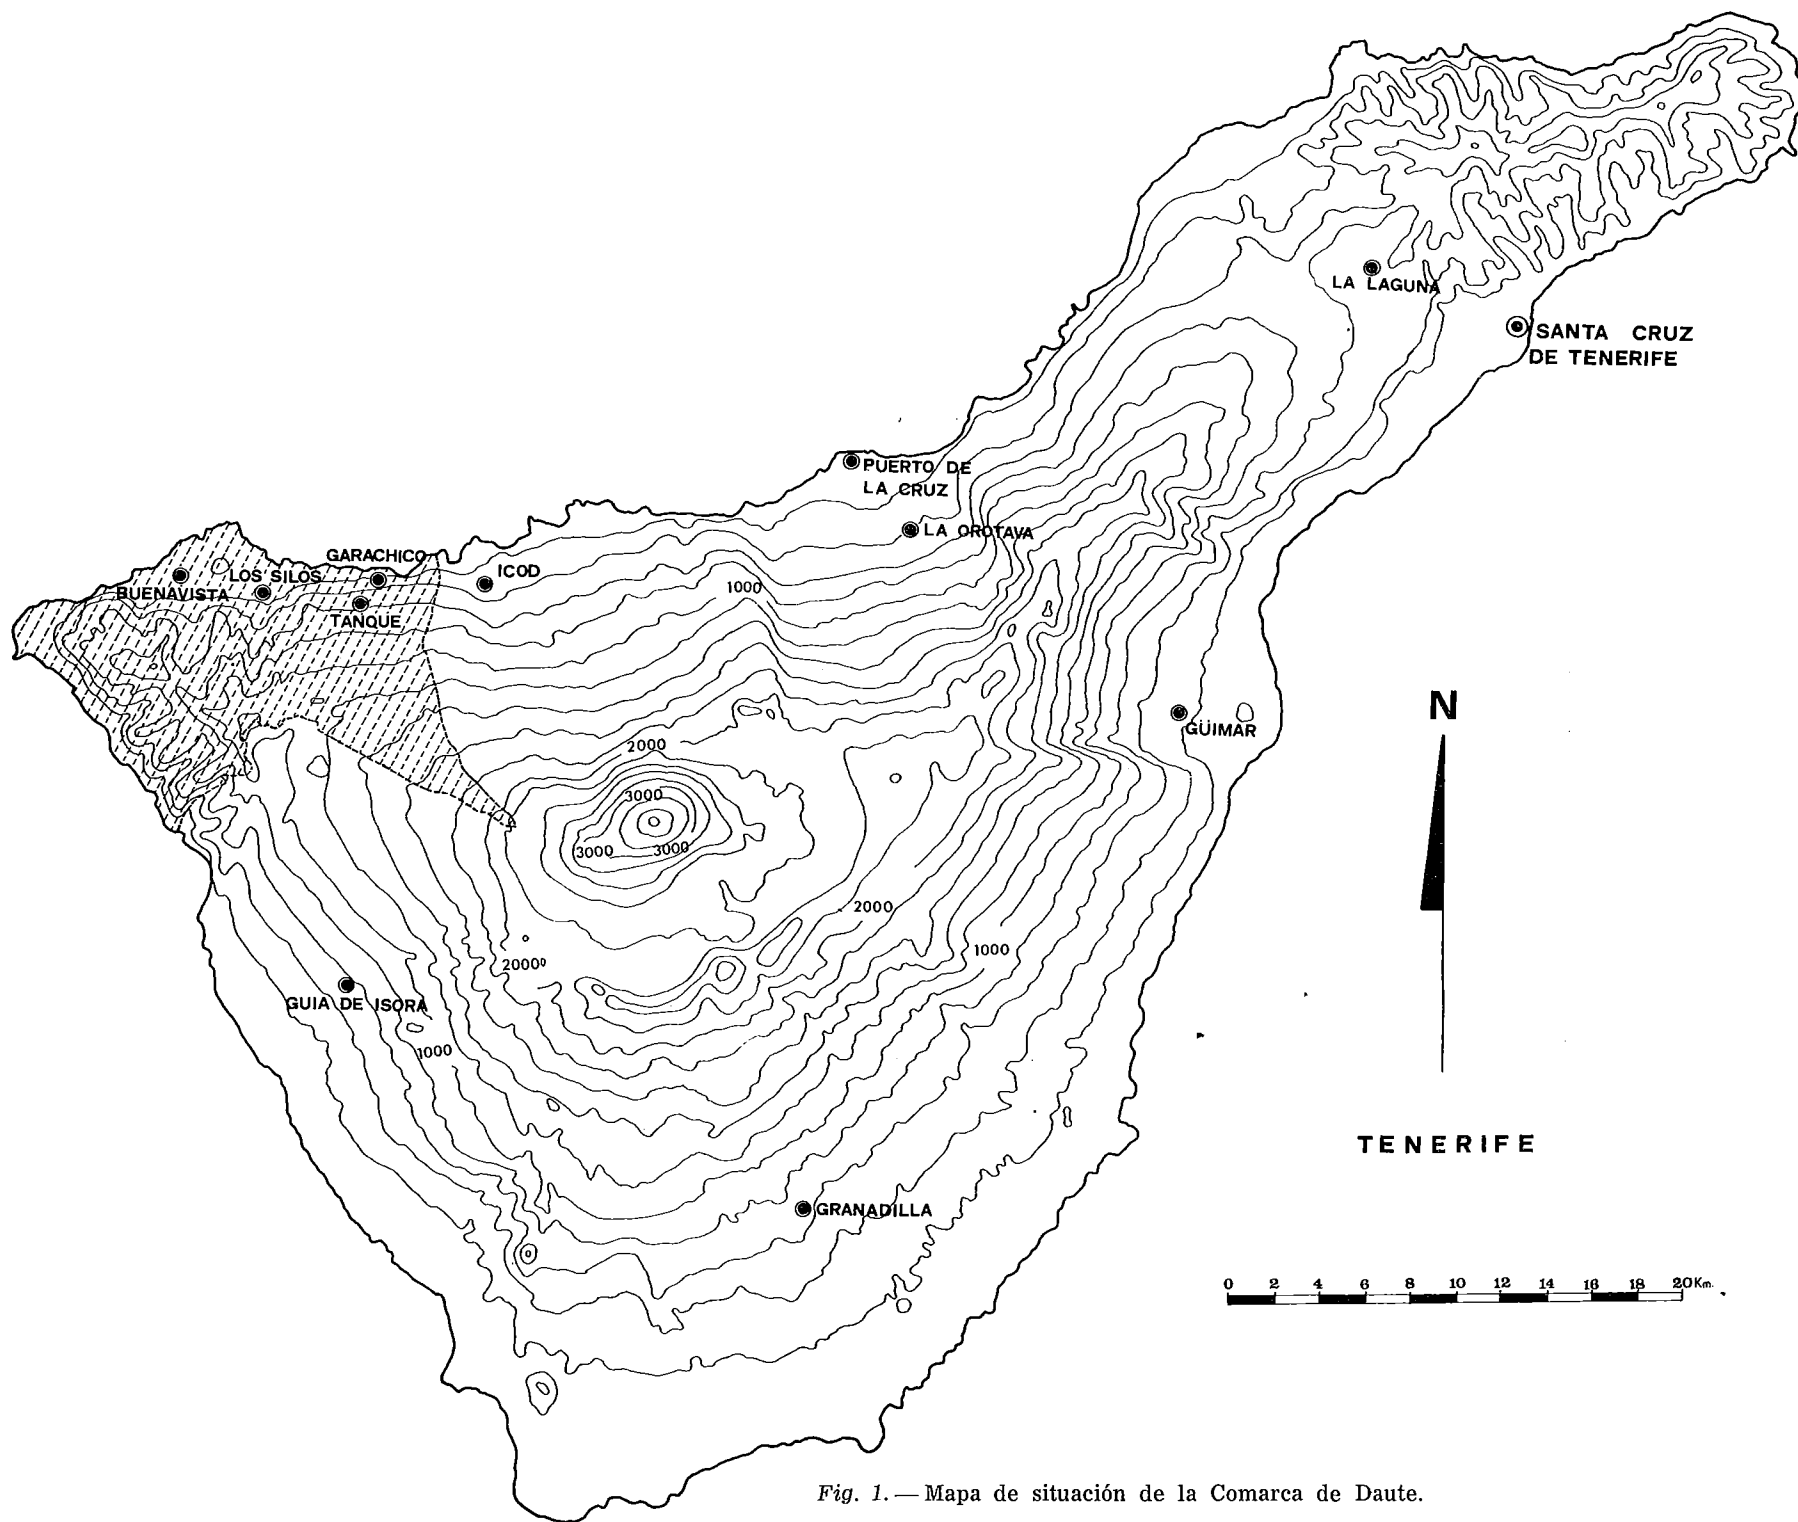 LA LAGUNA
SANTA CRUZ
DE TENERIFE
PUERTO DE
LA CRUZ
LA OROTAVA
GARACHICO
ICOD
LOS SILOS
BUENAVISTA
TANQUE
1000
N
GÜIMAR
2000
3000
3000
3000
2000
1000
2000
GUIA DE ISORA
1000
TENERIFE
GRANADILLA
0 2 4 6 8 10 12 14 16 18 20 Km.
Fig. 1.— Mapa de situación de la Comarca de Daute.